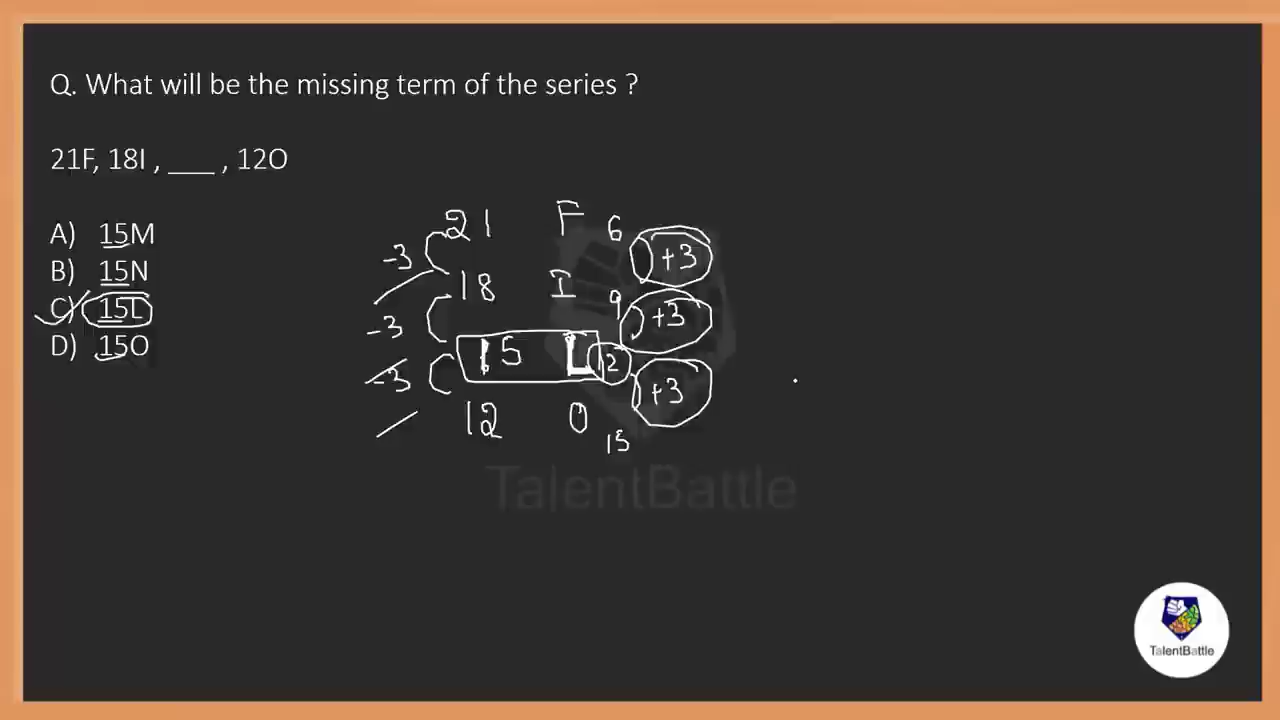 Q. What will be the missing term of the series ?
21F, 18I , ___ , 12O
A) 15M
B) 15N
C) 15L
D) 15O
21 F 6
-3 +3
18 I 9
-3 +3
15 L 12
-3 +3
12 O 15
TalentBattle
TalentBattle